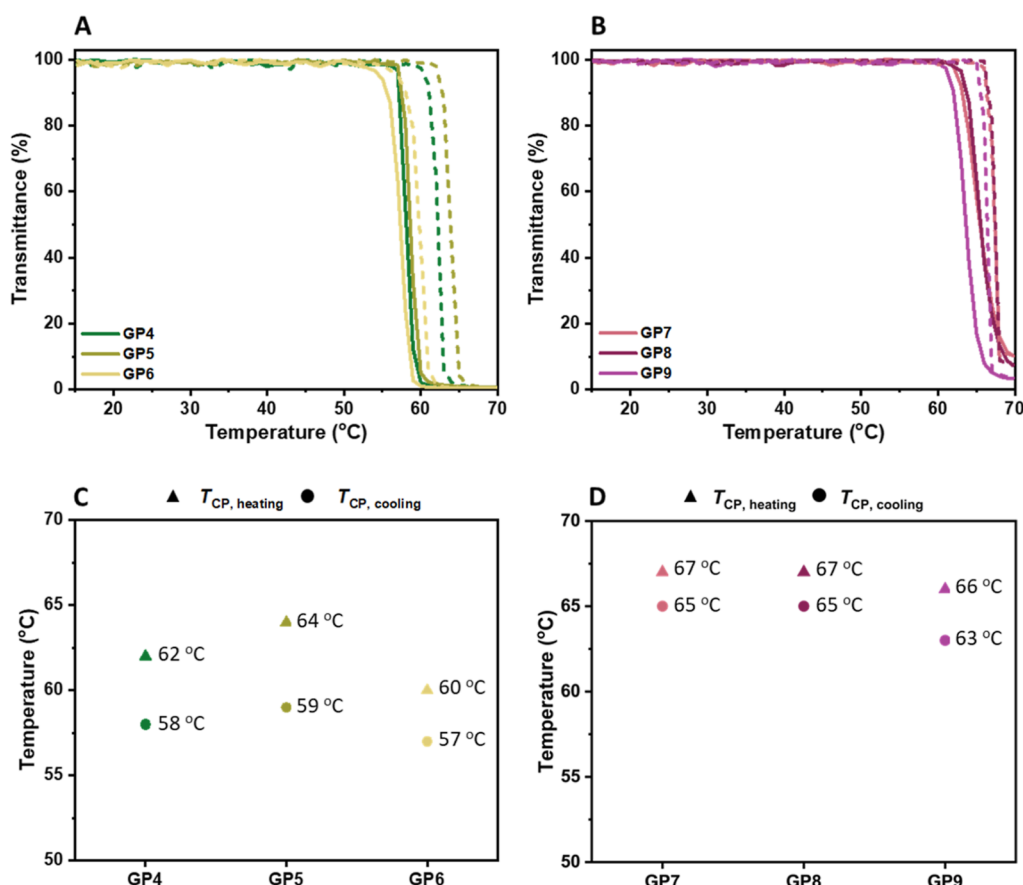 A
Transmittance (%)
100
80
60
40
20
0
GP4
GP5
GP6
20 30 40 50 60 70
Temperature (°C)
B
Transmittance (%)
100
80
60
40
20
0
GP7
GP8
GP9
20 30 40 50 60 70
Temperature (°C)
C
▲ TCP, heating ● TCP, cooling
Temperature (°C)
70
65
60
55
50
62 °C
58 °C
64 °C
59 °C
60 °C
57 °C
GP4 GP5 GP6
D
▲ TCP, heating ● TCP, cooling
Temperature (°C)
70
65
60
55
50
67 °C
65 °C
67 °C
65 °C
66 °C
63 °C
GP7 GP8 GP9